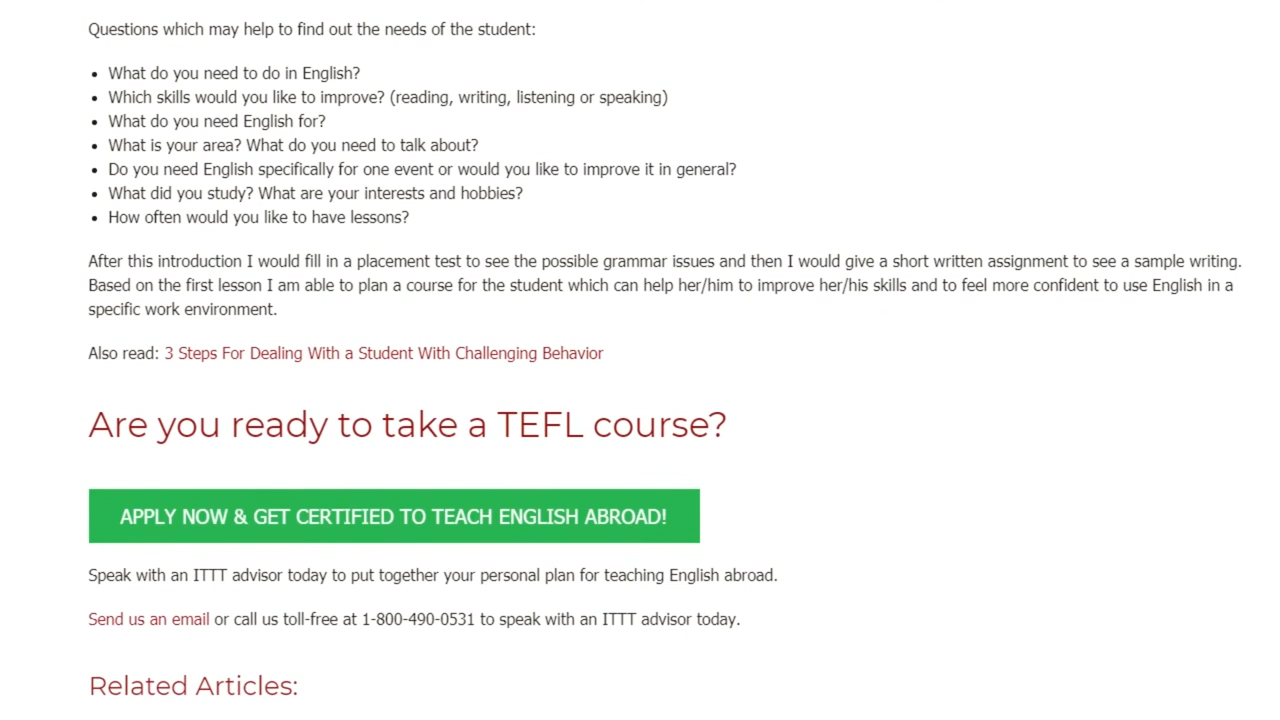 Questions which may help to find out the needs of the student:
• What do you need to do in English?
• Which skills would you like to improve? (reading, writing, listening or speaking)
• What do you need English for?
• What is your area? What do you need to talk about?
• Do you need English specifically for one event or would you like to improve it in general?
• What did you study? What are your interests and hobbies?
• How often would you like to have lessons?
After this introduction I would fill in a placement test to see the possible grammar issues and then I would give a short written assignment to see a sample writing.
Based on the first lesson I am able to plan a course for the student which can help her/him to improve her/his skills and to feel more confident to use English in a
specific work environment.
Also read: 3 Steps For Dealing With a Student With Challenging Behavior
Are you ready to take a TEFL course?
APPLY NOW & GET CERTIFIED TO TEACH ENGLISH ABROAD!
Speak with an ITTT advisor today to put together your personal plan for teaching English abroad.
Send us an email or call us toll-free at 1-800-490-0531 to speak with an ITTT advisor today.
Related Articles: